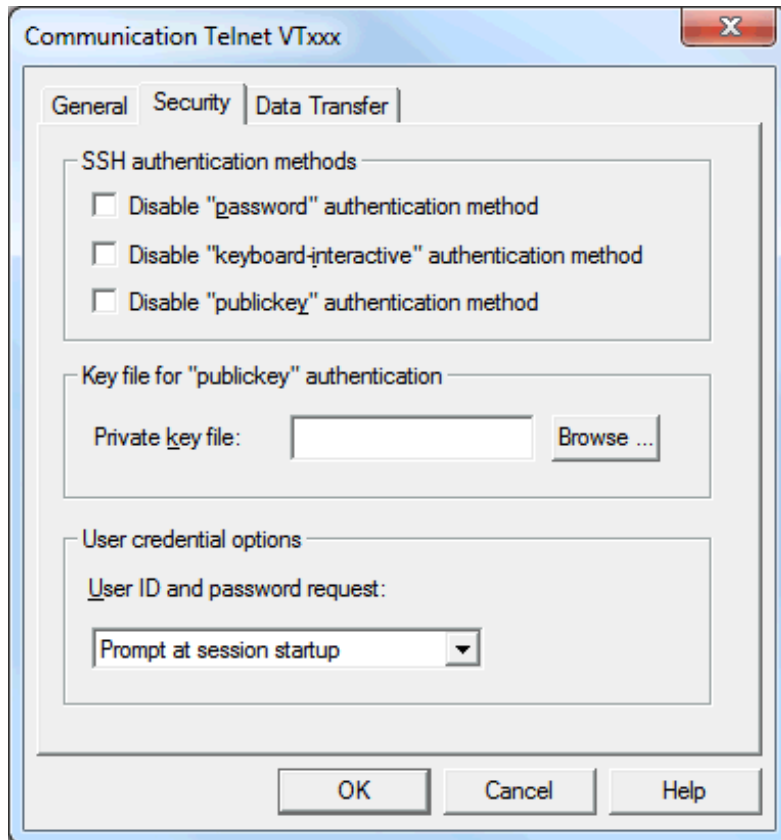 Communication Telnet VTxxx
General Security Data Transfer
SSH authentication methods
Disable "password" authentication method
Disable "keyboard-interactive" authentication method
Disable "publickey" authentication method
Key file for "publickey" authentication
Private key file: Browse ...
User credential options
User ID and password request:
Prompt at session startup
OK Cancel Help